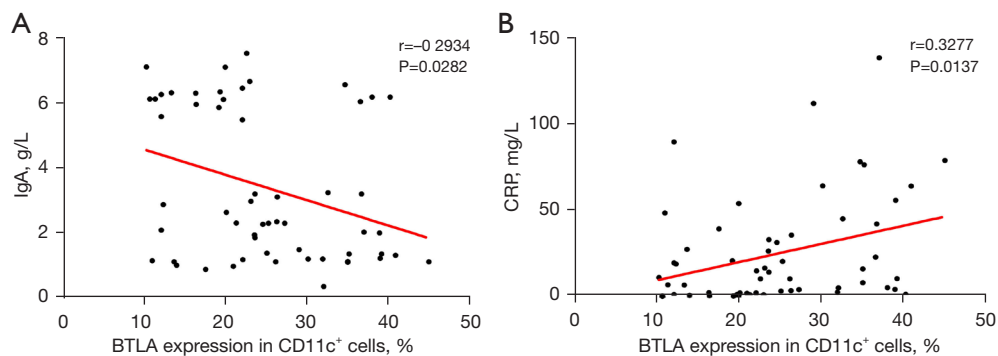 A
r=–0 2934
P=0.0282
IgA, g/L
8
6
4
2
0
0 10 20 30 40 50
BTLA expression in CD11c⁺ cells, %
B
r=0.3277
P=0.0137
CRP, mg/L
150
100
50
0
0 10 20 30 40 50
BTLA expression in CD11c⁺ cells, %